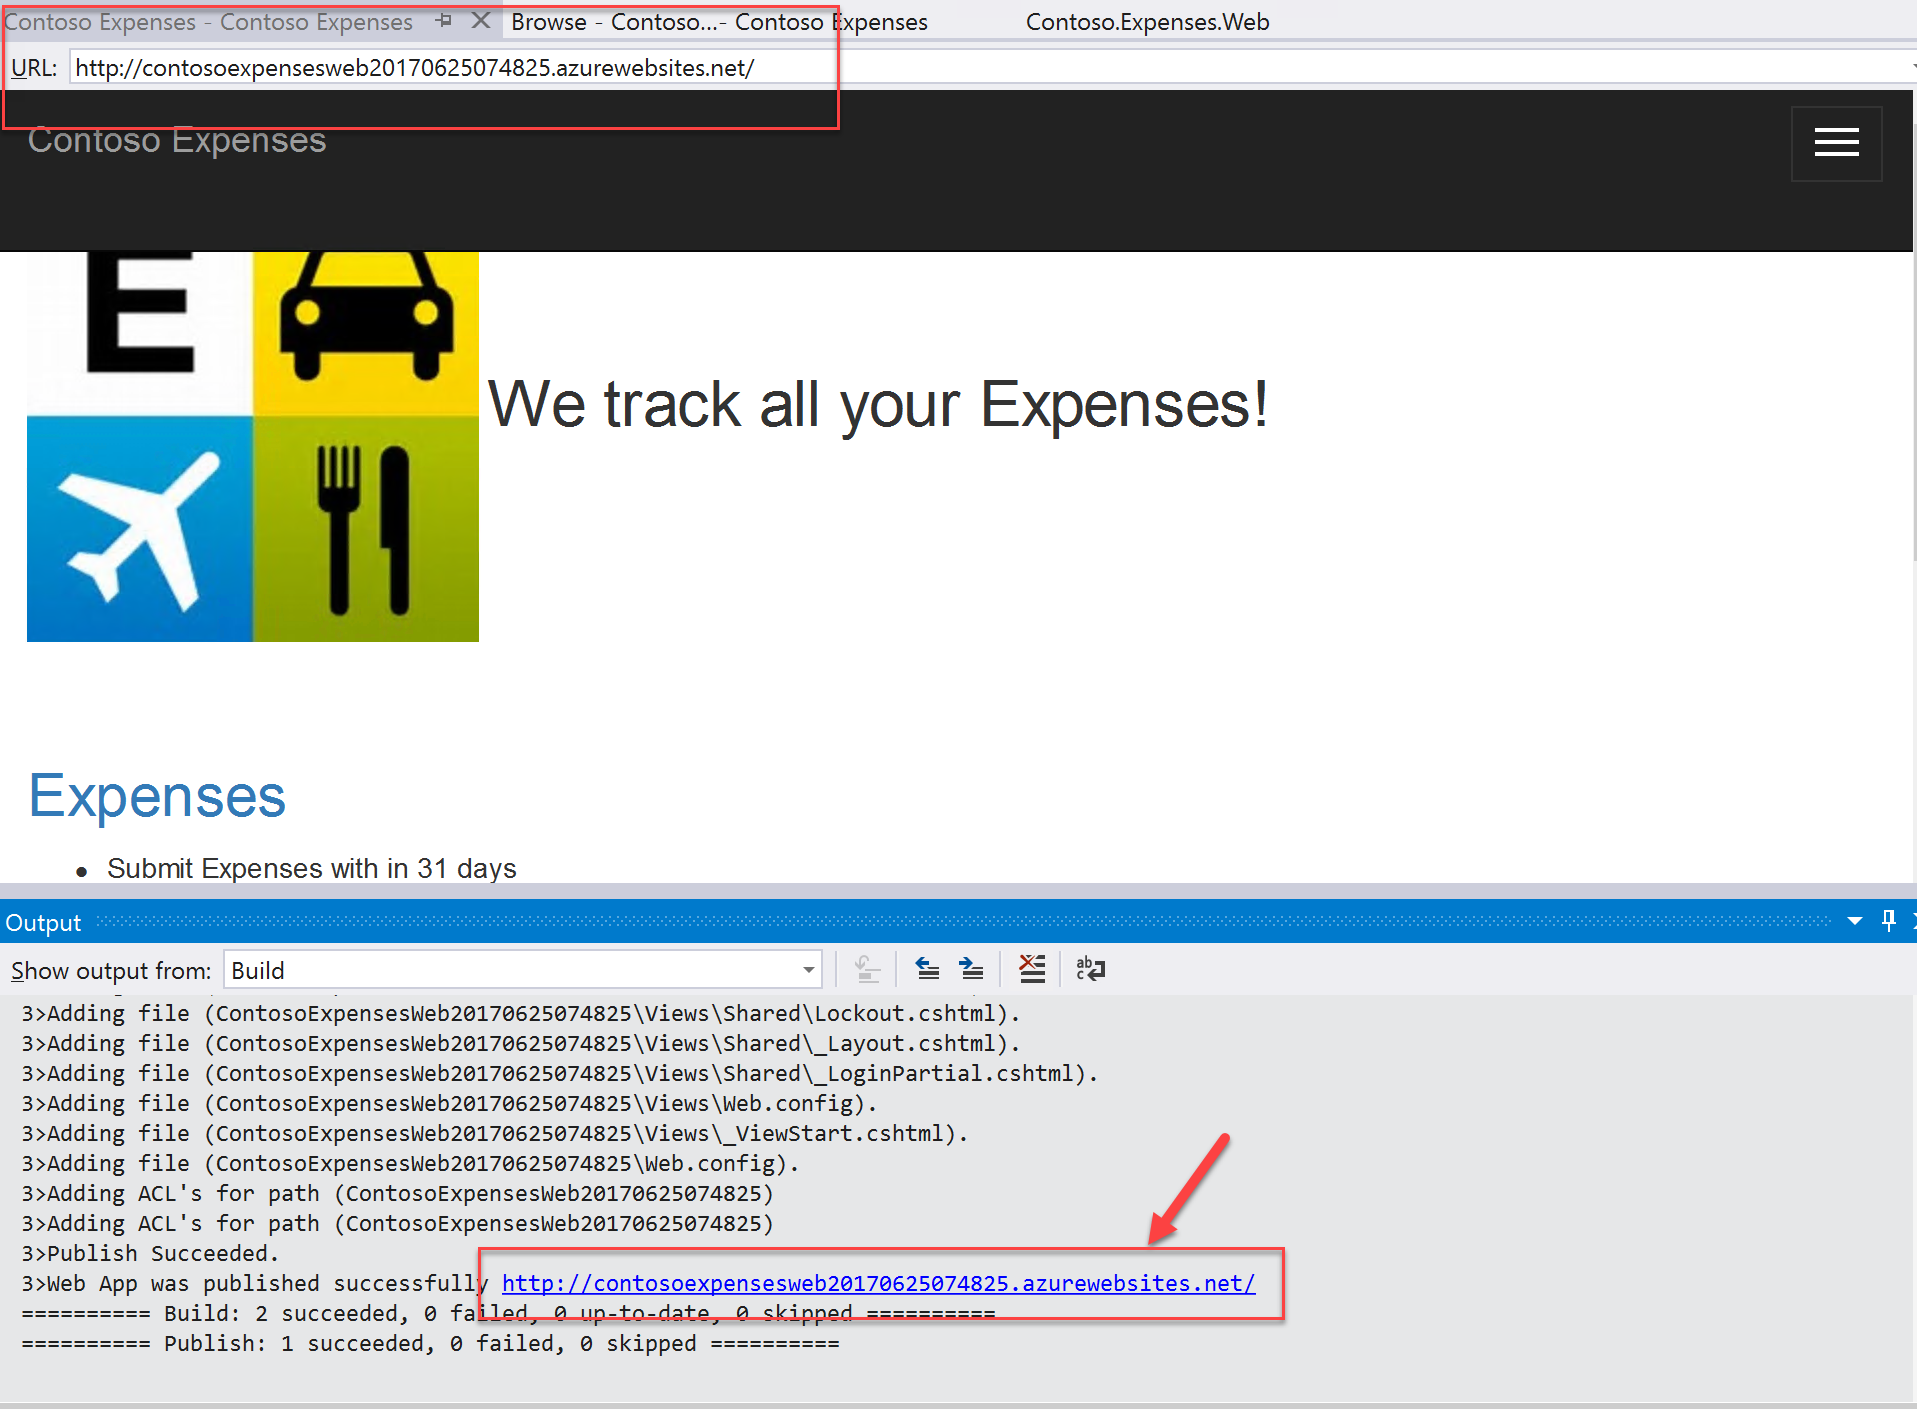 Contoso Expenses - Contoso Expenses Browse - Contoso...- Contoso Expenses Contoso.Expenses.Web
URL: http://contosoexpensesweb20170625074825.azurewebsites.net/
Contoso Expenses
E
We track all your Expenses!
Expenses
• Submit Expenses with in 31 days
Output
Show output from: Build
3>Adding file (ContosoExpensesWeb20170625074825\Views\Shared\Lockout.cshtml).
3>Adding file (ContosoExpensesWeb20170625074825\Views\Shared\_Layout.cshtml).
3>Adding file (ContosoExpensesWeb20170625074825\Views\Shared\_LoginPartial.cshtml).
3>Adding file (ContosoExpensesWeb20170625074825\Views\Web.config).
3>Adding file (ContosoExpensesWeb20170625074825\Views\_ViewStart.cshtml).
3>Adding file (ContosoExpensesWeb20170625074825\Web.config).
3>Adding ACL's for path (ContosoExpensesWeb20170625074825)
3>Adding ACL's for path (ContosoExpensesWeb20170625074825)
3>Publish Succeeded.
3>Web App was published successfully http://contosoexpensesweb20170625074825.azurewebsites.net/
========== Build: 2 succeeded, 0 failed, 0 up-to-date, 0 skipped ==========
========== Publish: 1 succeeded, 0 failed, 0 skipped ==========